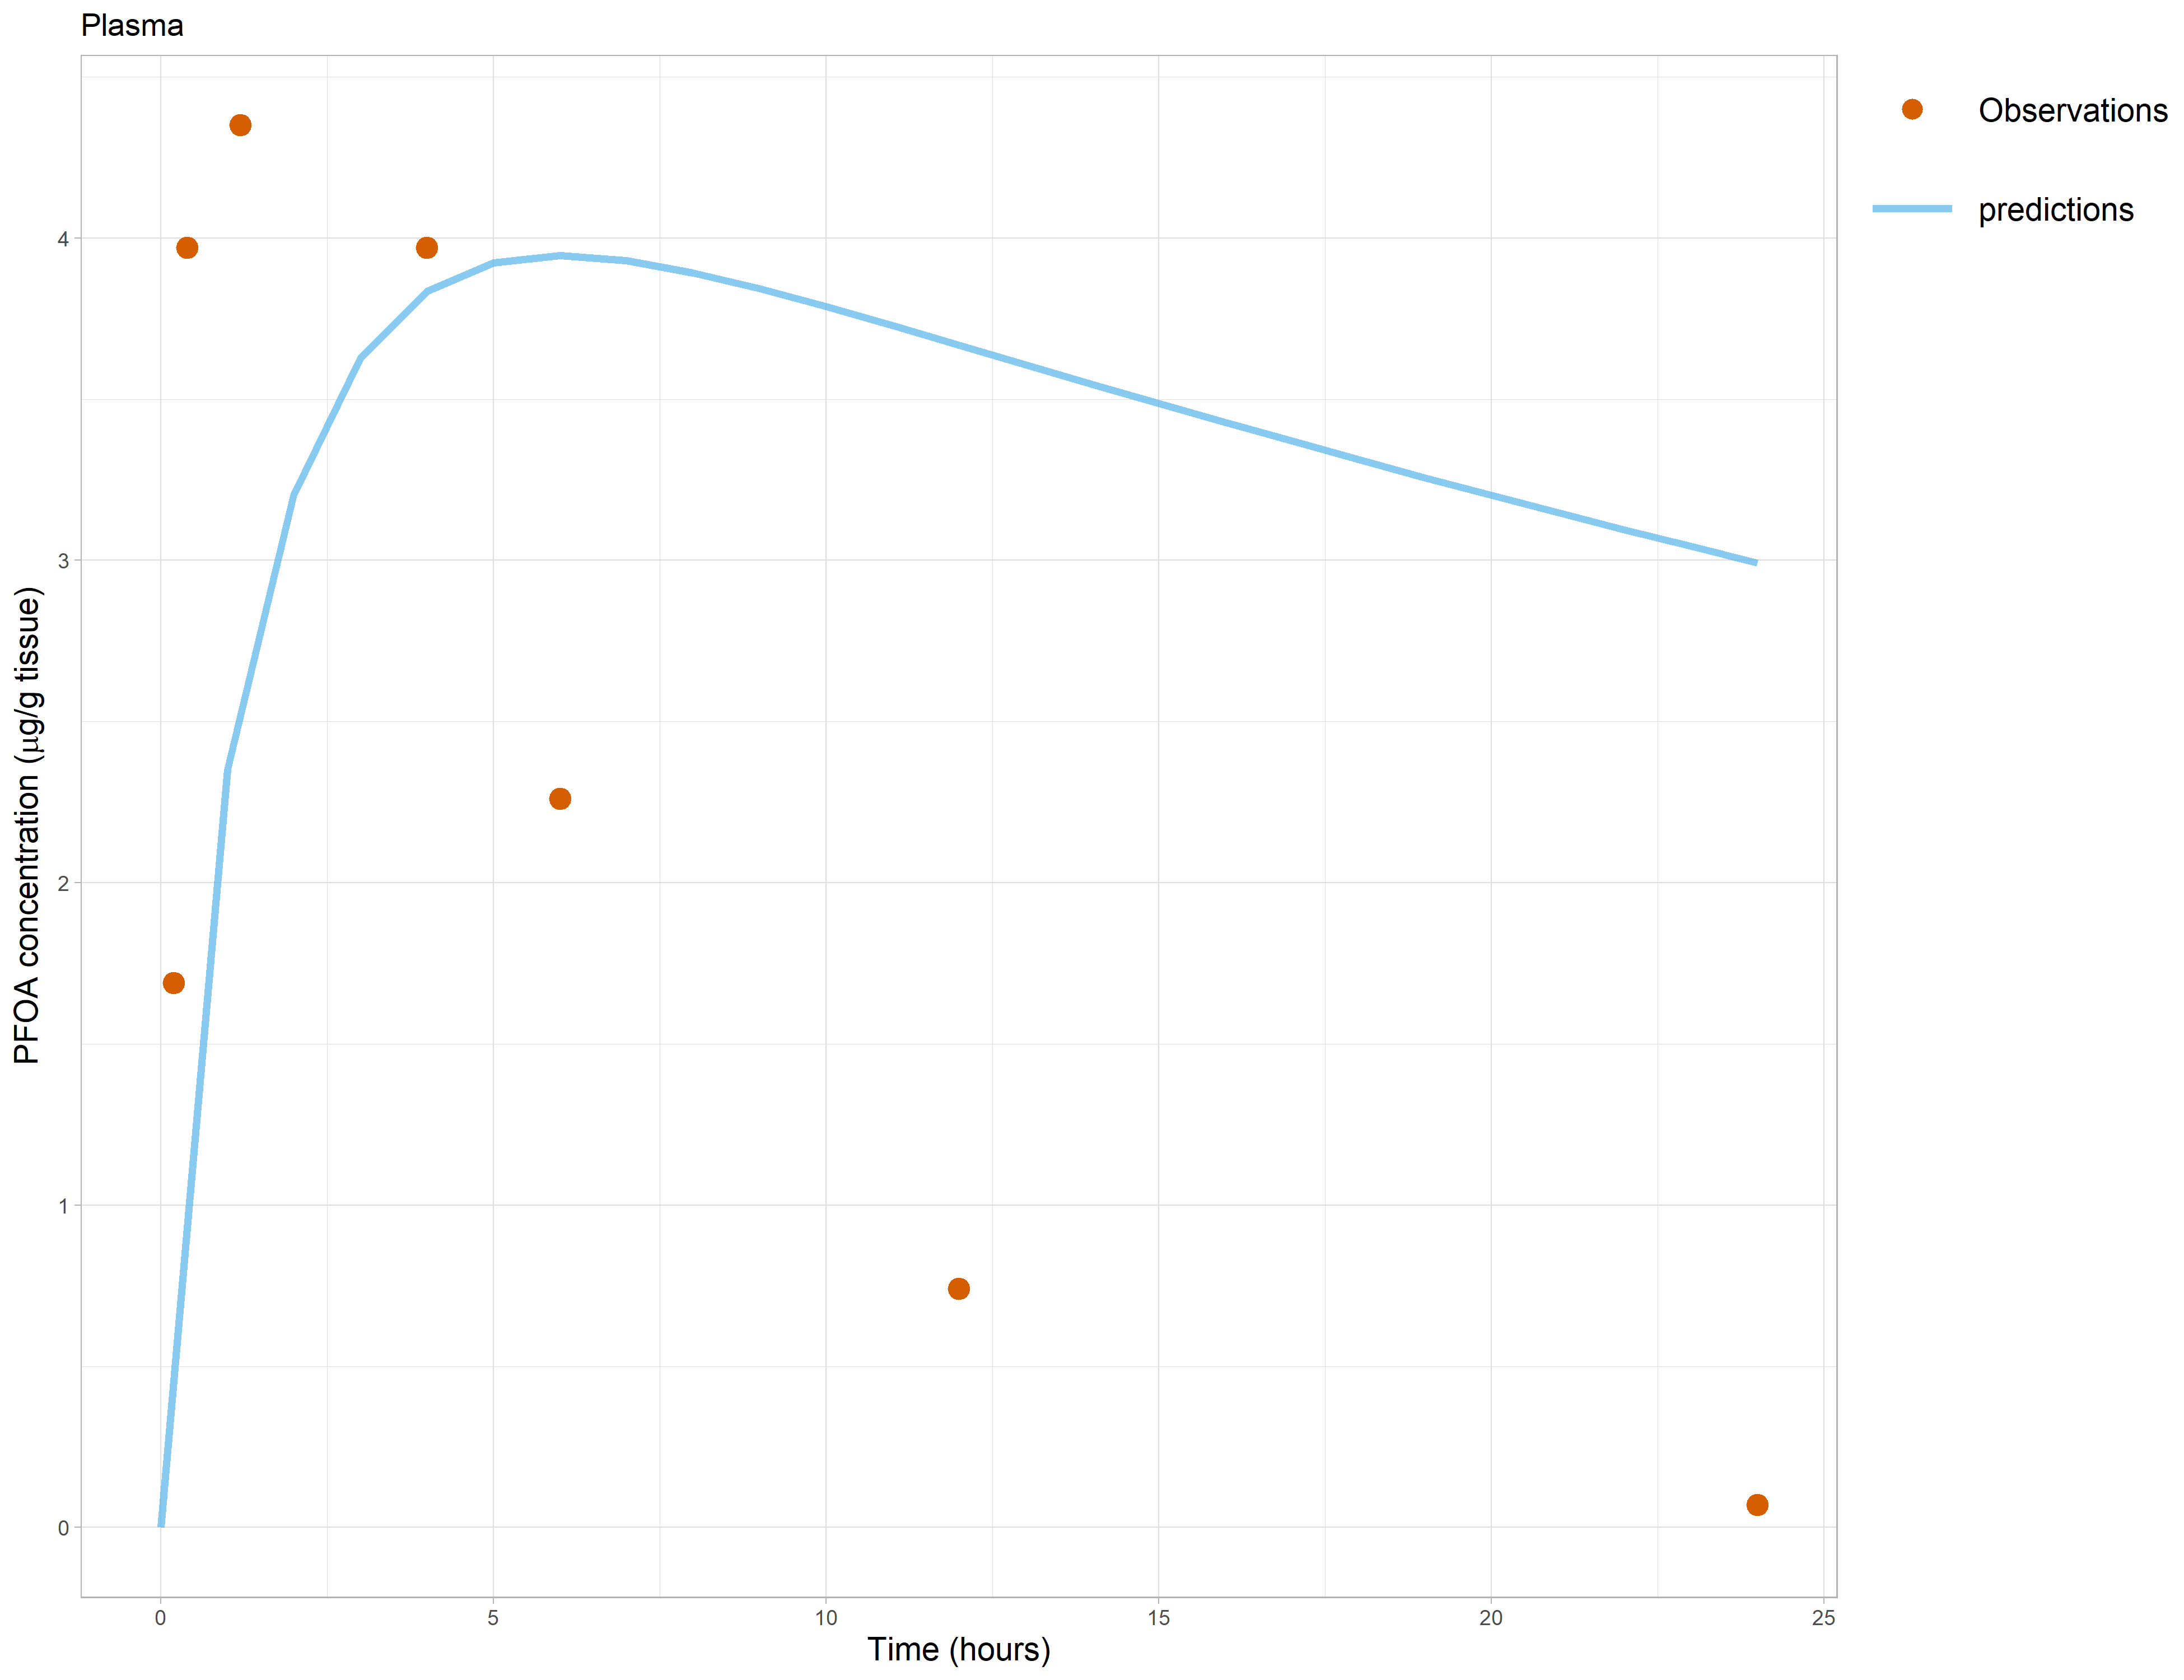 Plasma
Observations
predictions
PFOA concentration (μg/g tissue)
4
3
2
1
0
0 5 10 15 20 25
Time (hours)